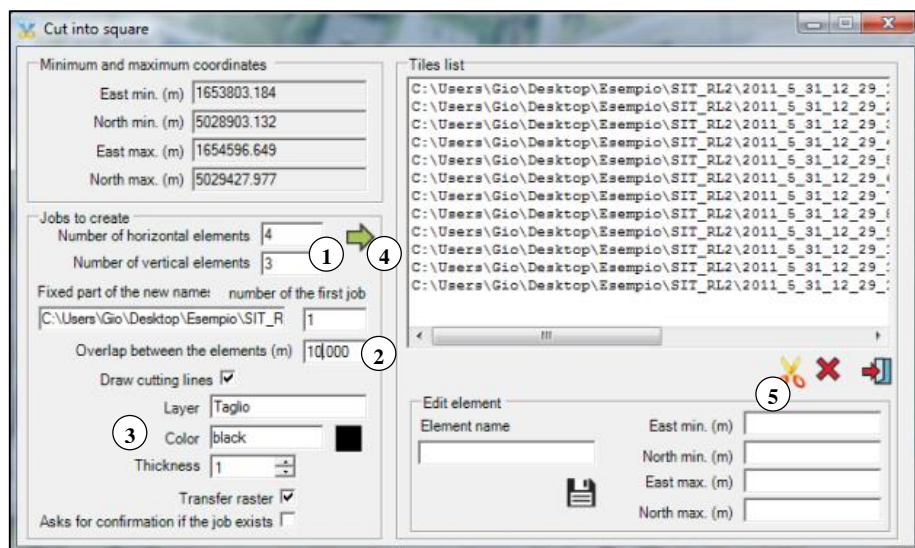 Cut into square
Minimum and maximum coordinates
East min. (m) 1653803.184
North min. (m) 5028903.132
East max. (m) 1654596.649
North max. (m) 5029427.977
Jobs to create
Number of horizontal elements 4
Number of vertical elements 3
1
4
Fixed part of the new name: number of the first job
C:\Users\Gio\Desktop\Esempio\SIT_R 1
Overlap between the elements (m) 10,000
2
Draw cutting lines
Layer Taglio
3
Color black
Thickness 1
Transfer raster
Asks for confirmation if the job exists
Tiles list
C:\Users\Gio\Desktop\Esempio\SIT_RL2\2011_5_31_12_29_
C:\Users\Gio\Desktop\Esempio\SIT_RL2\2011_5_31_12_29_
C:\Users\Gio\Desktop\Esempio\SIT_RL2\2011_5_31_12_29_
C:\Users\Gio\Desktop\Esempio\SIT_RL2\2011_5_31_12_29_
C:\Users\Gio\Desktop\Esempio\SIT_RL2\2011_5_31_12_29_
C:\Users\Gio\Desktop\Esempio\SIT_RL2\2011_5_31_12_29_
C:\Users\Gio\Desktop\Esempio\SIT_RL2\2011_5_31_12_29_
C:\Users\Gio\Desktop\Esempio\SIT_RL2\2011_5_31_12_29_
C:\Users\Gio\Desktop\Esempio\SIT_RL2\2011_5_31_12_29_
C:\Users\Gio\Desktop\Esempio\SIT_RL2\2011_5_31_12_29_
C:\Users\Gio\Desktop\Esempio\SIT_RL2\2011_5_31_12_29_
C:\Users\Gio\Desktop\Esempio\SIT_RL2\2011_5_31_12_29_
5
Edit element
Element name
East min. (m)
North min. (m)
East max. (m)
North max. (m)